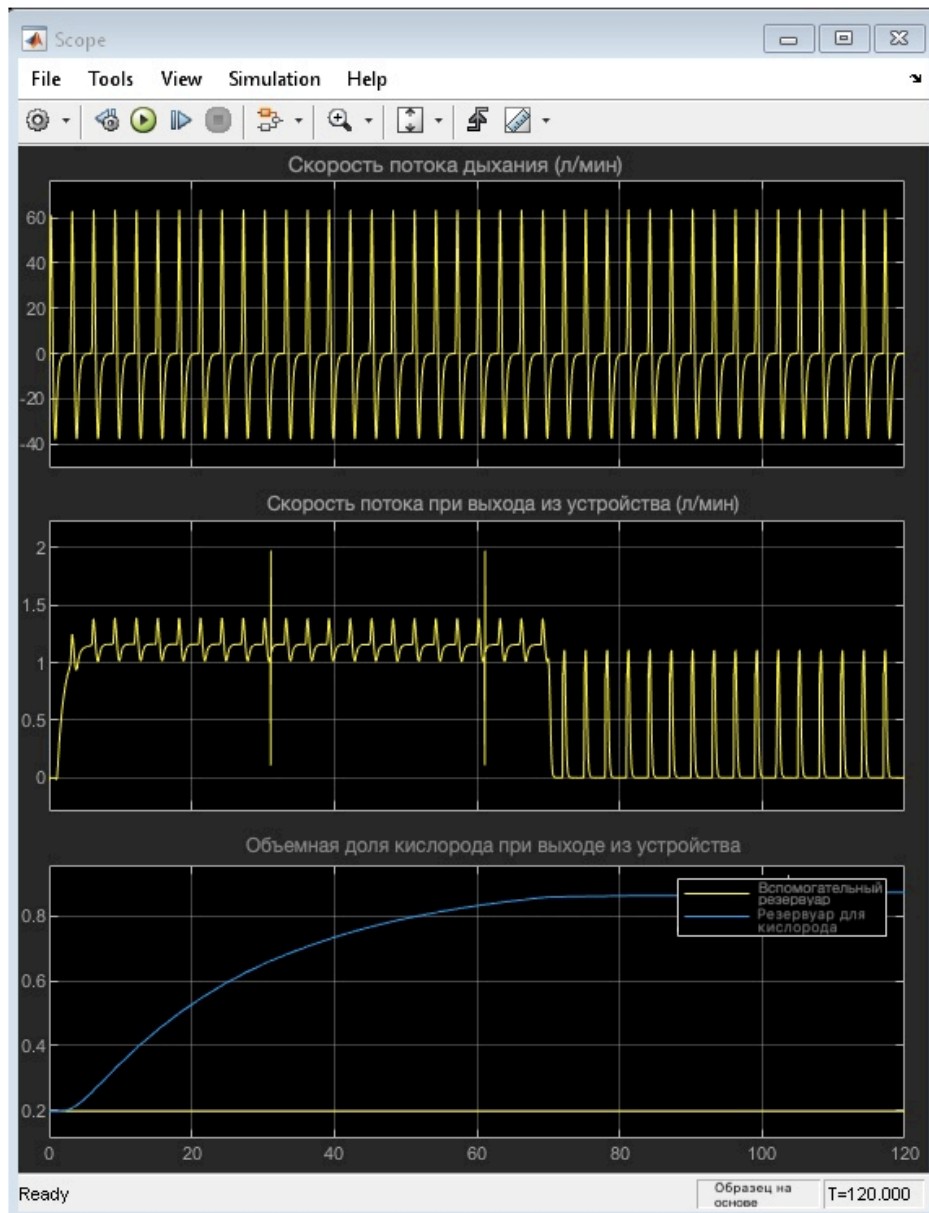 Scope
File Tools View Simulation Help
Скорость потока дыхания (л/мин)
60
40
20
0
-20
-40
Скорость потока при выхода из устройства (л/мин)
2
1.5
1
0.5
0
Объемная доля кислорода при выходе из устройства
Вспомогательный
резервуар
Резервуар для
кислорода
0.8
0.6
0.4
0.2
0 20 40 60 80 100 120
Ready
Образец на
основе
T=120.000